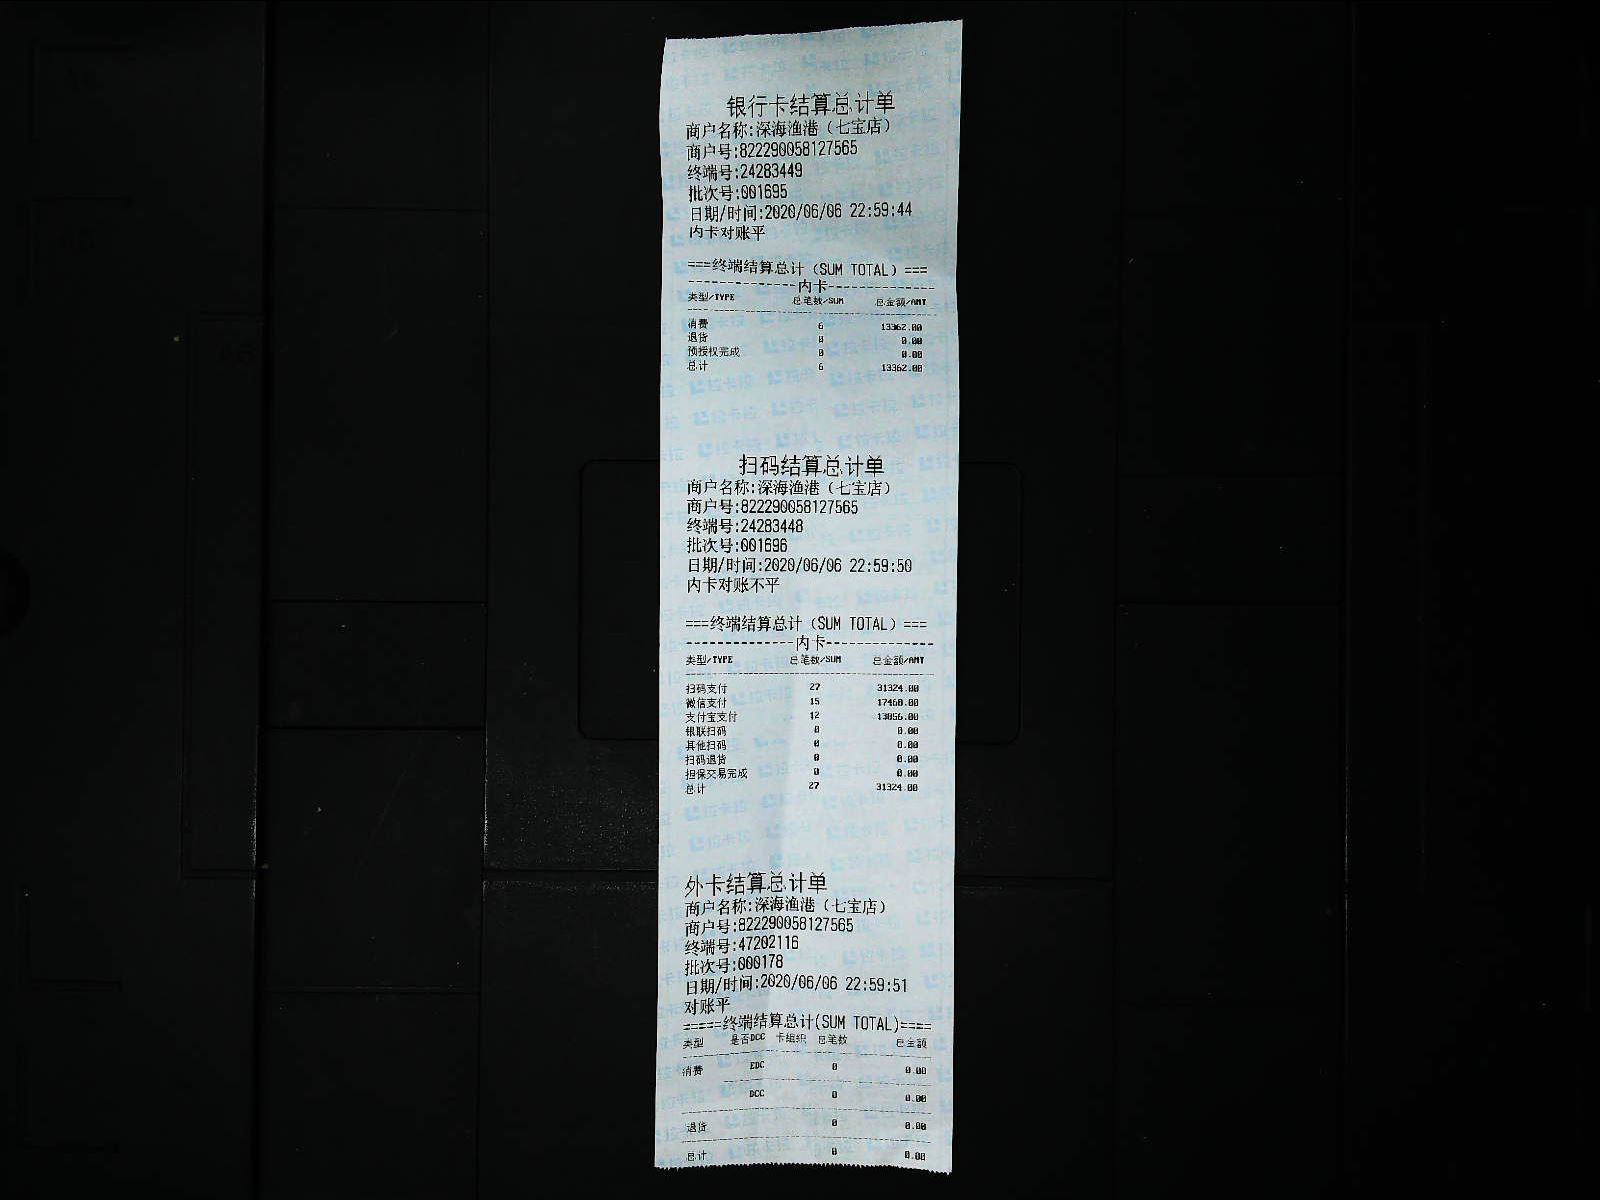 银行卡结算总计单
商户名称:深海渔港（七宝店）
商户号:822290058127565
终端号:24283449
批次号:001695
日期/时间:2020/06/06 22:59:44
内卡对账平
===终端结算总计（SUM TOTAL）===
--------------内卡--------------
类型/TYPE 总笔数/SUM 总金额/AMT
消费 6 13362.00
退货 0 0.00
预授权完成 0 0.00
总计 6 13362.00
扫码结算总计单
商户名称:深海渔港（七宝店）
商户号:822290058127565
终端号:24283448
批次号:001696
日期/时间:2020/06/06 22:59:50
内卡对账不平
===终端结算总计（SUM TOTAL）===
--------------内卡--------------
类型/TYPE 总笔数/SUM 总金额/AMT
扫码支付 27 31324.00
微信支付 15 17468.00
支付宝支付 12 13856.00
银联扫码 0 0.00
其他扫码 0 0.00
扫码退货 0 0.00
担保交易完成 0 0.00
总计 27 31324.00
外卡结算总计单
商户名称:深海渔港（七宝店）
商户号:822290058127565
终端号:47202116
批次号:000178
日期/时间:2020/06/06 22:59:51
对账平
=====终端结算总计(SUM TOTAL)====
类型 是否DCC 卡组织 总笔数 总金额
消费 EDC 0 0.00
DCC 0 0.00
退货 0 0.00
总计 0 0.00